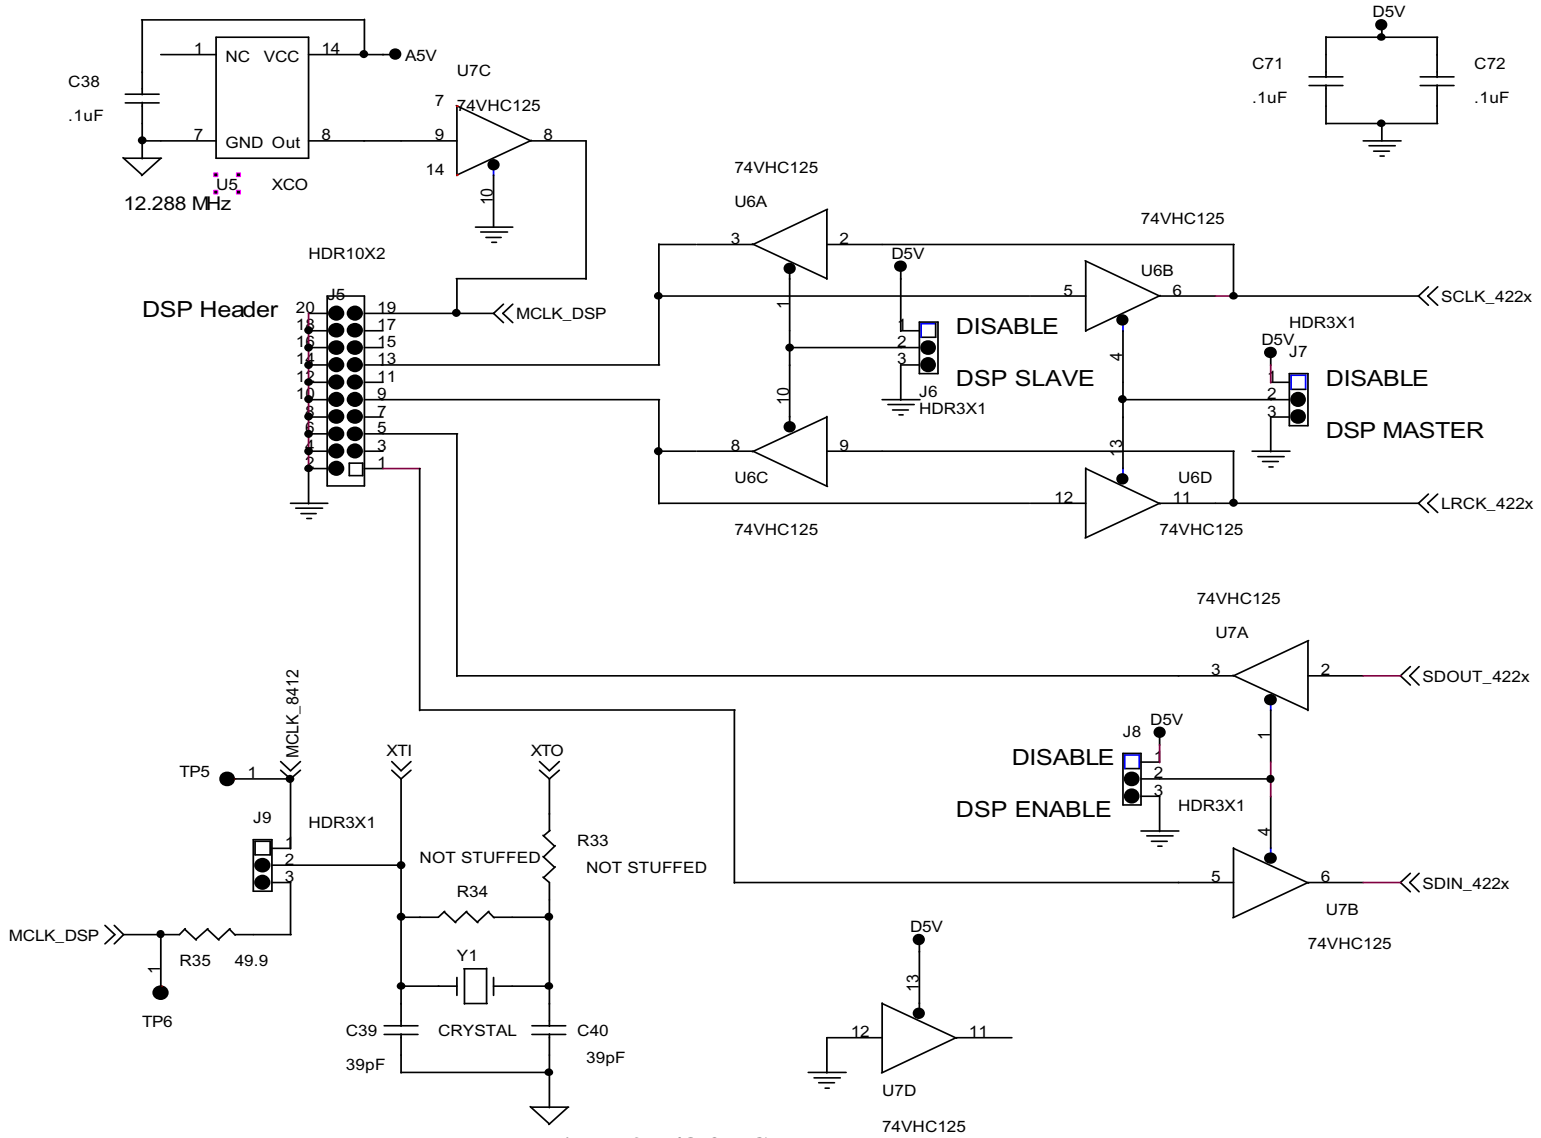 D5V
1 NC VCC 14 A5V
C38
.1uF
U7C
7 74VHC125
C71
.1uF
C72
.1uF
7 GND Out 8 9 8
14
10
U5 XCO
12.288 MHz
74VHC125
U6A
3 2
1
HDR10X2
DSP Header
J5
20 19
18 17
16 15
14 13
12 11
10 9
8 7
6 5
4 3
2 1
MCLK_DSP
D5V
1
2
3
DISABLE
DSP SLAVE
J6
HDR3X1
74VHC125
U6B
5 6
4
SCLK_422x
HDR3X1
D5V J7
1
2
3
DISABLE
DSP MASTER
10
8 9
U6C
74VHC125
13
U6D
12 11
74VHC125
LRCK_422x
74VHC125
U7A
3 2
1
SDOUT_422x
J8 D5V
DISABLE 1
2
DSP ENABLE 3
HDR3X1
4
5 6
SDIN_422x
U7B
74VHC125
MCLK_8412
TP5 1
J9
HDR3X1
1
2
3
XTI XTO
R33
NOT STUFFED
NOT STUFFED
R34
MCLK_DSP
R35 49.9
1
TP6
Y1
C39 CRYSTAL C40
39pF 39pF
D5V
13
12 11
U7D
74VHC125